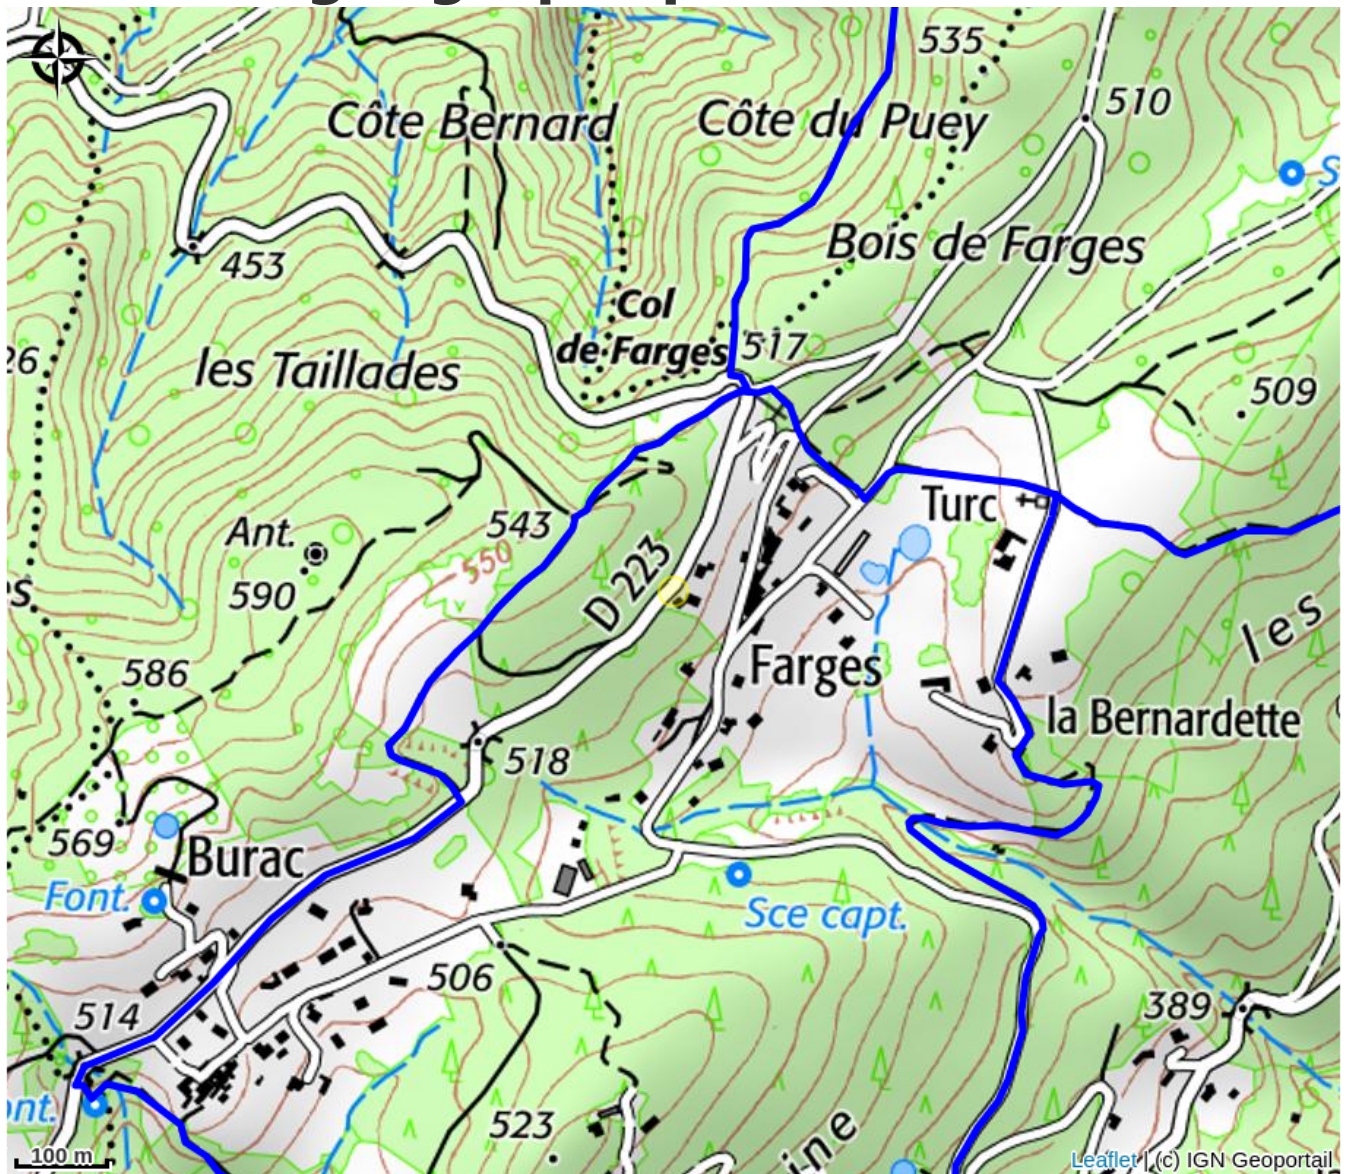 535
510
Côte Bernard
Côte du Puey
S
Bois de Farges
453
Col
de Farges
517
26
les Taillades
509
Turc
543
Ant.
550
D 223
590
s
les
586
Farges
la Bernardette
518
569
Burac
Font.
Sce capt.
506
514
389
ont.
523
ine
100 m
Leaflet | (c) IGN Geoportail